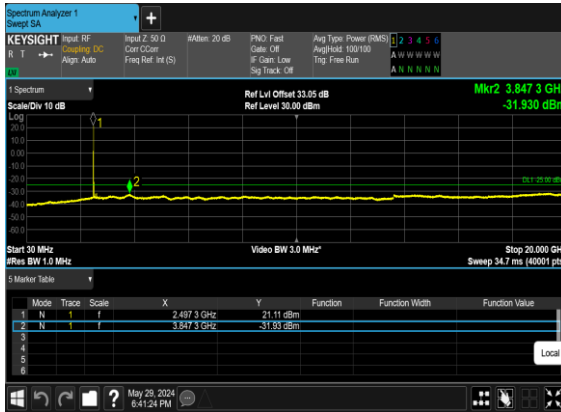 Spectrum Analyzer 1
Swept SA
KEYSIGHT Input: RF Input Z: 50 Ω #Atten: 20 dB PNO: Fast Avg Type: Power (RMS) 1 2 3 4 5 6
R T Coupling: DC Corr CCorr Gate: Off Avg|Hold: 100/100 A W W W W W
Align: Auto Freq Ref: Int (S) IF Gain: Low Trig: Free Run
Sig Track: Off A N N N N N
1 Spectrum
Scale/Div 10 dB Ref Lvl Offset 33.05 dB Mkr2 3.847 3 GH
Ref Level 30.00 dBm -31.930 dB
Log
20.0
10.0
0.00
-10.0
-20.0
-30.0
-40.0
-50.0
-60.0
1
2
DL1 -25.00 dB
Start 30 MHz Video BW 3.0 MHz* Stop 20.000 GH
#Res BW 1.0 MHz Sweep 34.7 ms (40001 pts
5 Marker Table
Mode Trace Scale X Y Function Function Width Function Value
1 N 1 f 2.497 3 GHz 21.11 dBm
2 N 1 f 3.847 3 GHz -31.93 dBm
3
4
5
6
Local
? May 29, 2024
6:41:24 PM